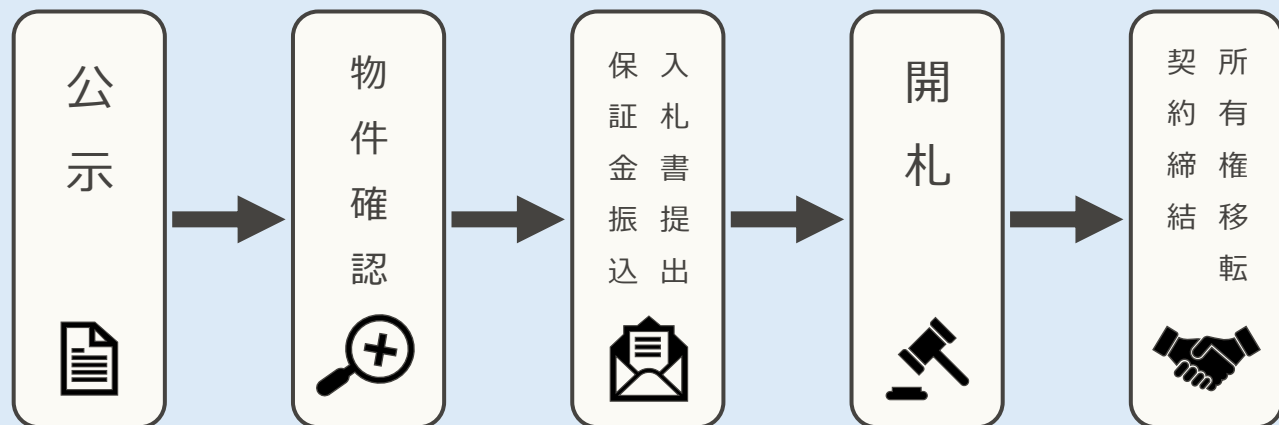 公示
物件確認
入札書提出
保証金振込
開札
所有権移転
契約締結